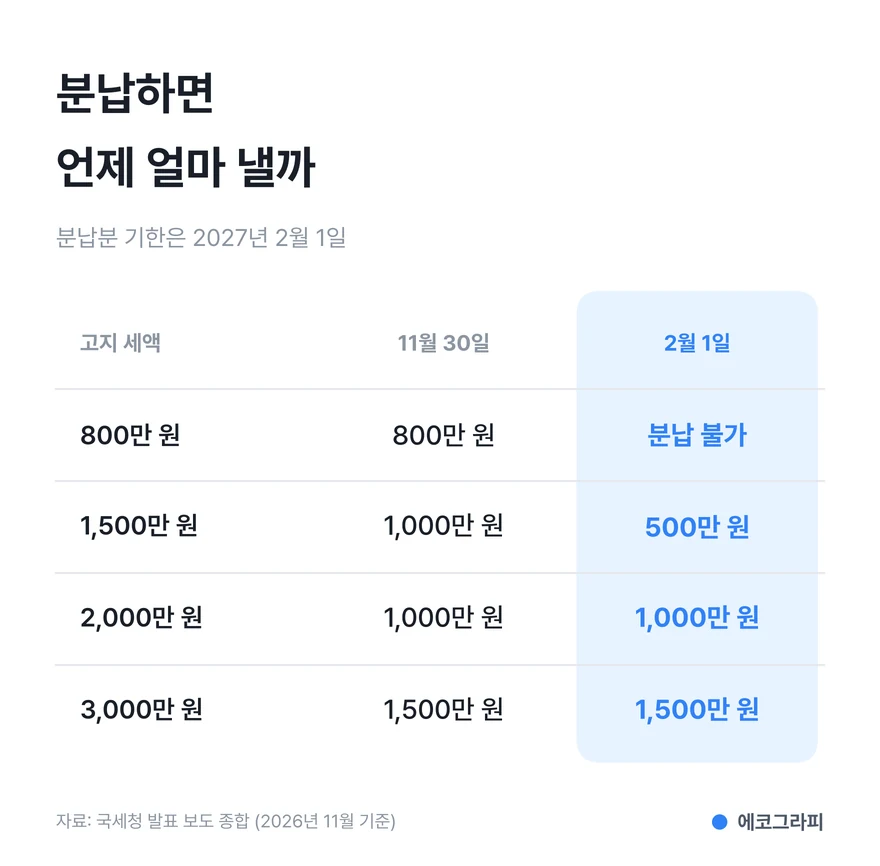 분납하면
언제 얼마 낼까
분납분 기한은 2027년 2월 1일
고지 세액 11월 30일 2월 1일
800만 원 800만 원 분납 불가
1,500만 원 1,000만 원 500만 원
2,000만 원 1,000만 원 1,000만 원
3,000만 원 1,500만 원 1,500만 원
자료: 국세청 발표 보도 종합 (2026년 11월 기준) 에코그라피